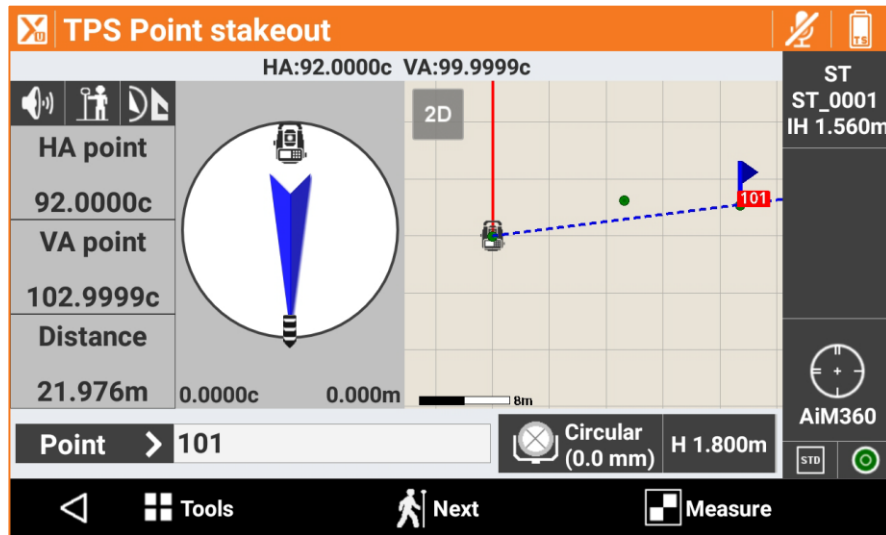 TPS Point stakeout
TS
HA:92.0000c VA:99.9999c
ST
ST_0001
IH 1.560m
HA point
92.0000c
VA point
102.9999c
Distance
21.976m
0.0000c 0.000m
2D
101
8m
AiM360
Point 101
Circular
(0.0 mm)
H 1.800m
STD
Tools Next Measure